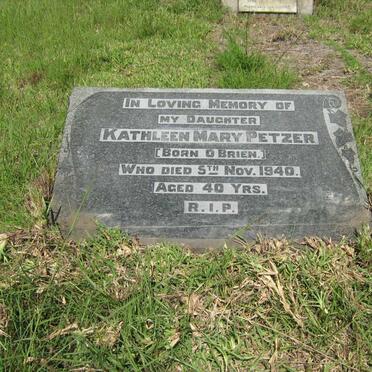 In Loving Memory of
my Daughter
Kathleen Mary Petzer
(Born O'Brien.)
Who died 5th Nov. 1940.
Aged 40 Yrs.
R.I.P.